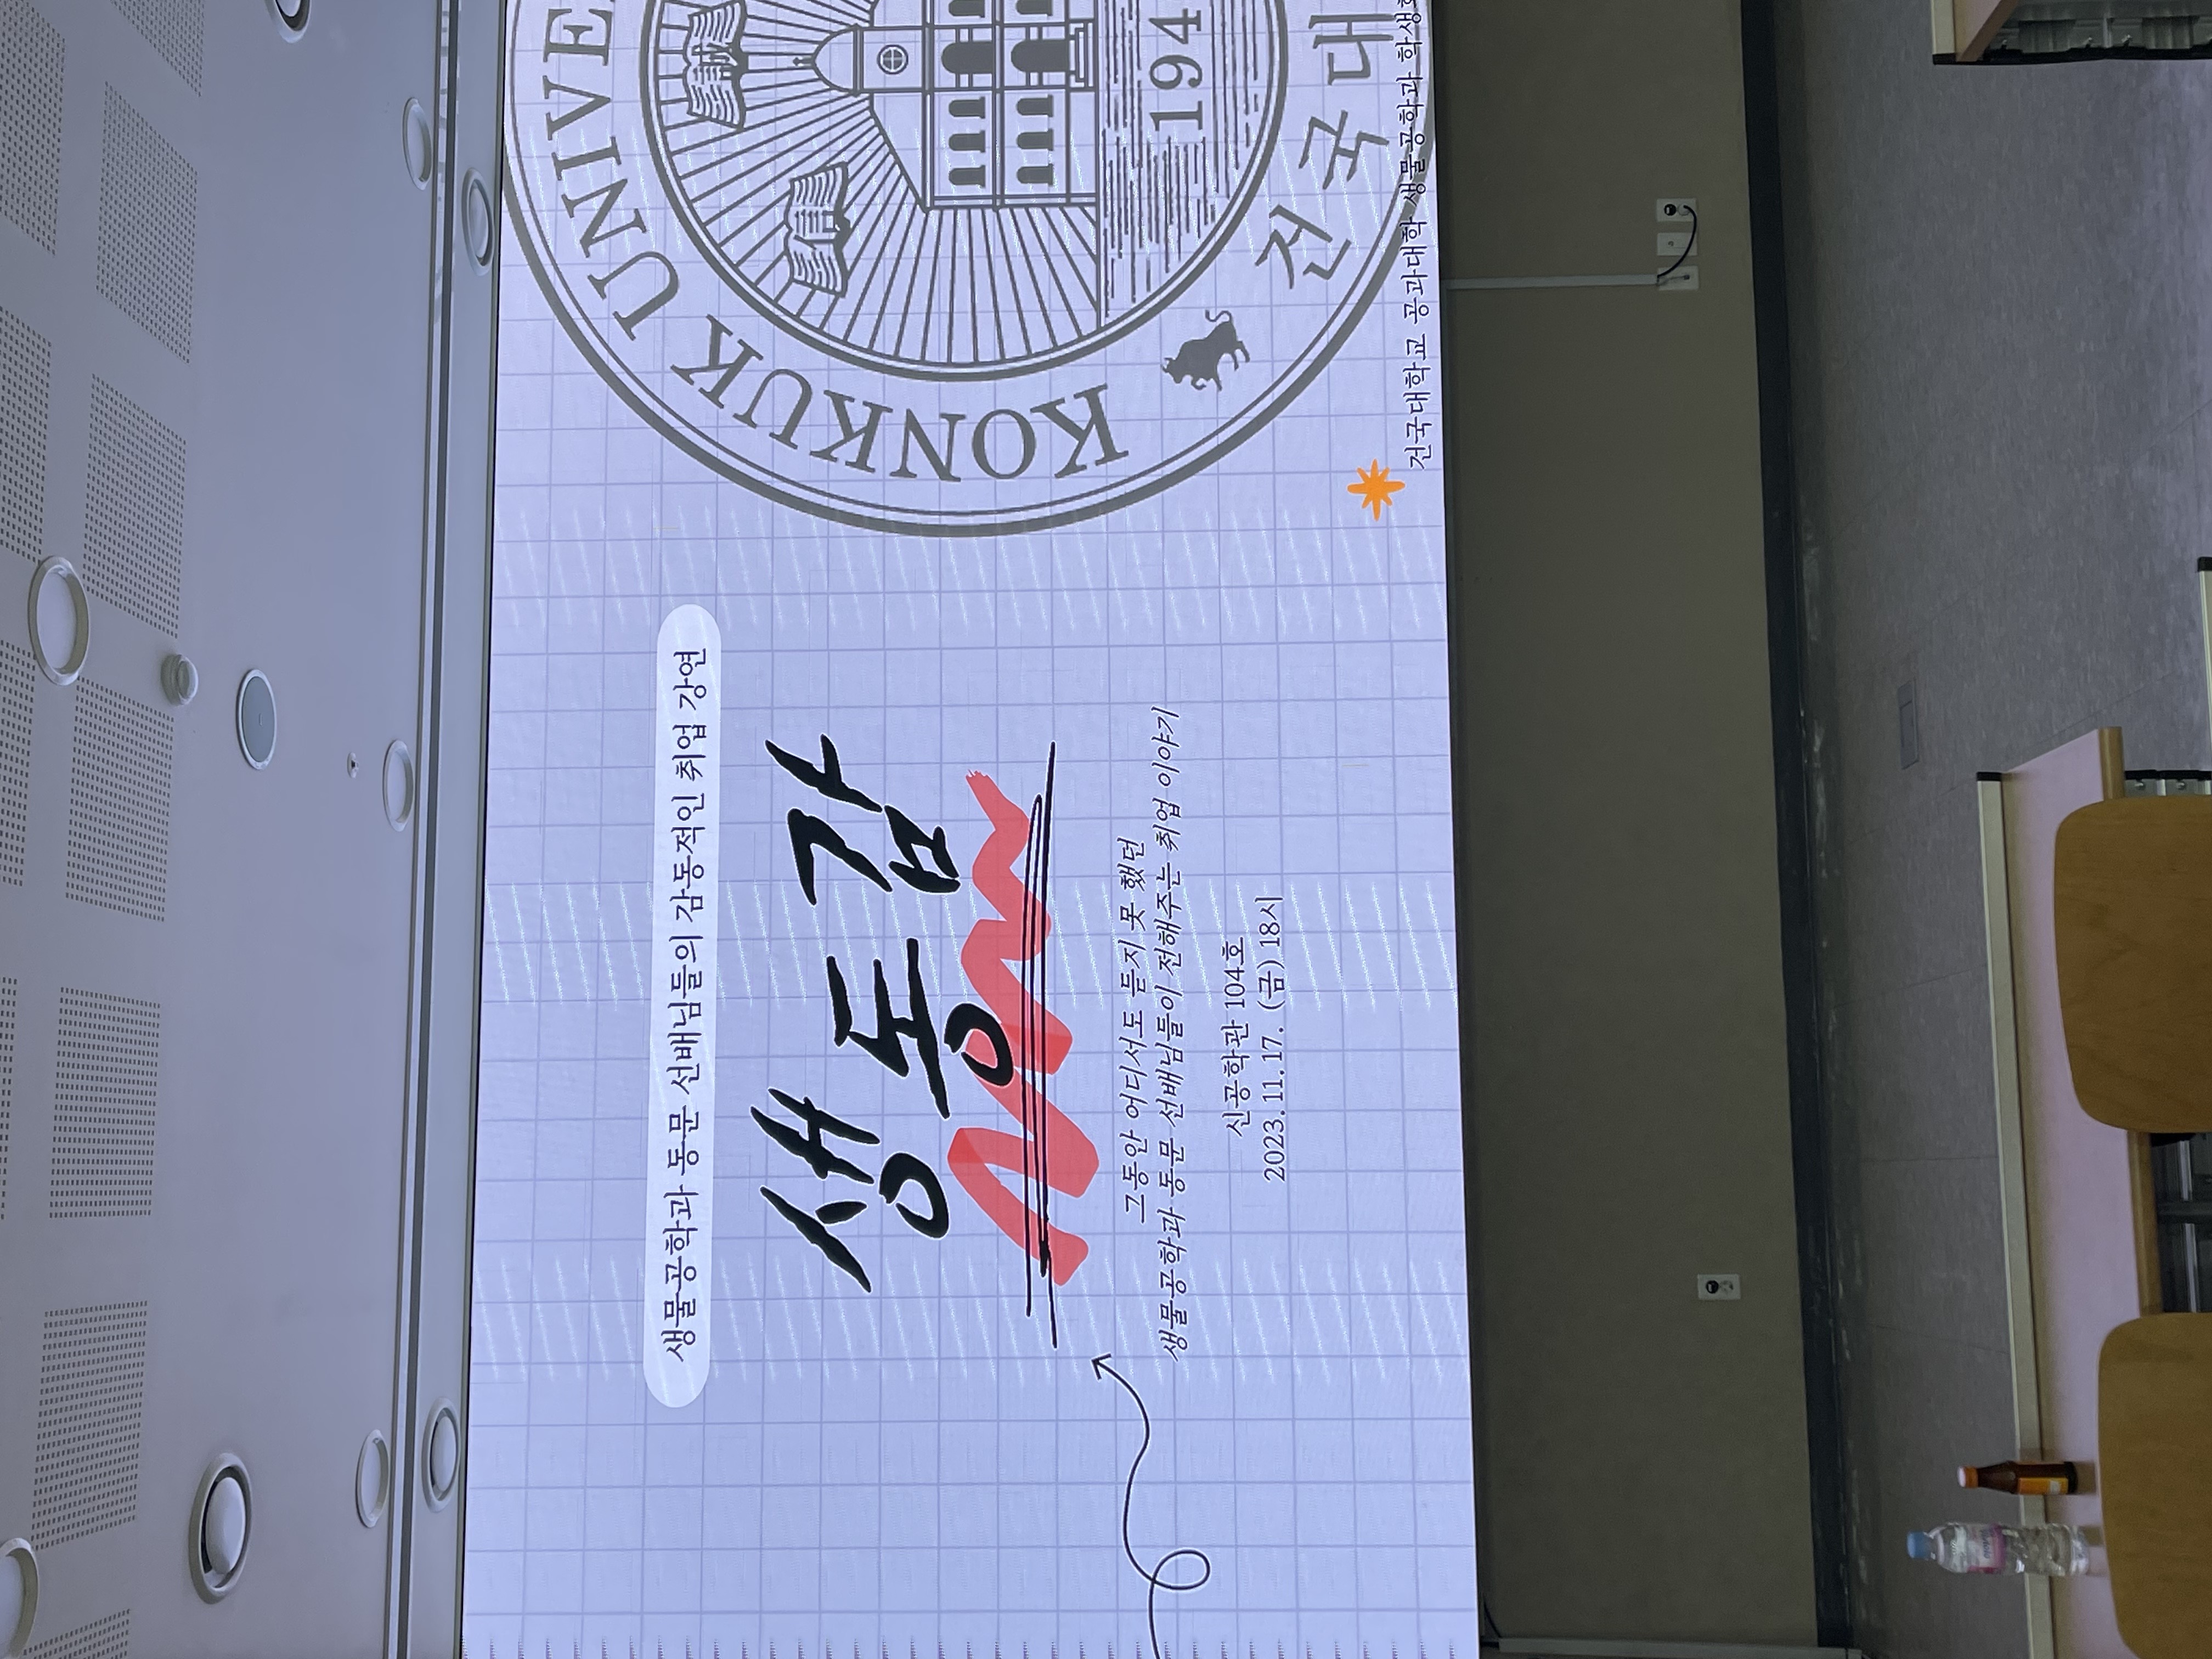 생물공학과 동문 선배님들의 감동적인 취업 강연
생동감
그동안 어디서도 듣지 못 했던
생물공학과 동문 선배님들이 전해주는 취업 이야기
신공학관 104호
2023.11.17. (금) 18시
KONKUK UNIVE
194
건국대
건국대학교 공과대학 생물공학과 학생회